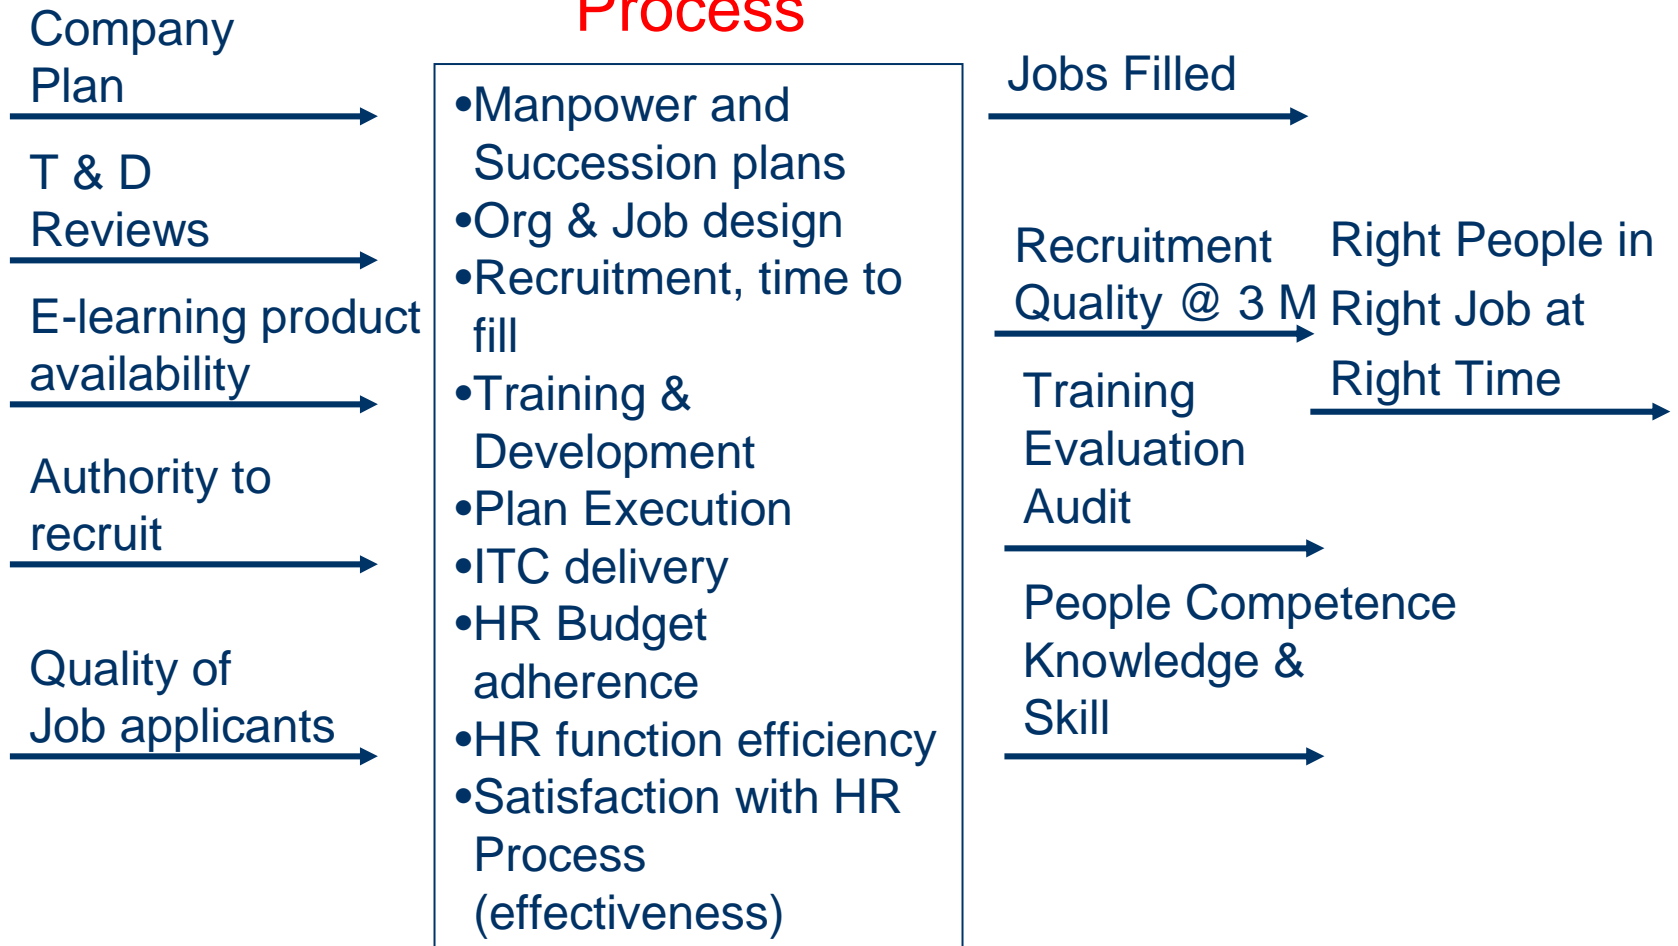 Process
Company
Plan
T & D
Reviews
E-learning product
availability
Authority to
recruit
Quality of
Job applicants
•Manpower and
Succession plans
•Org & Job design
•Recruitment, time to
fill
•Training &
Development
•Plan Execution
•ITC delivery
•HR Budget
adherence
•HR function efficiency
•Satisfaction with HR
Process
(effectiveness)
Jobs Filled
Recruitment
Quality @ 3 M
Training
Evaluation
Audit
People Competence
Knowledge &
Skill
Right People in
Right Job at
Right Time